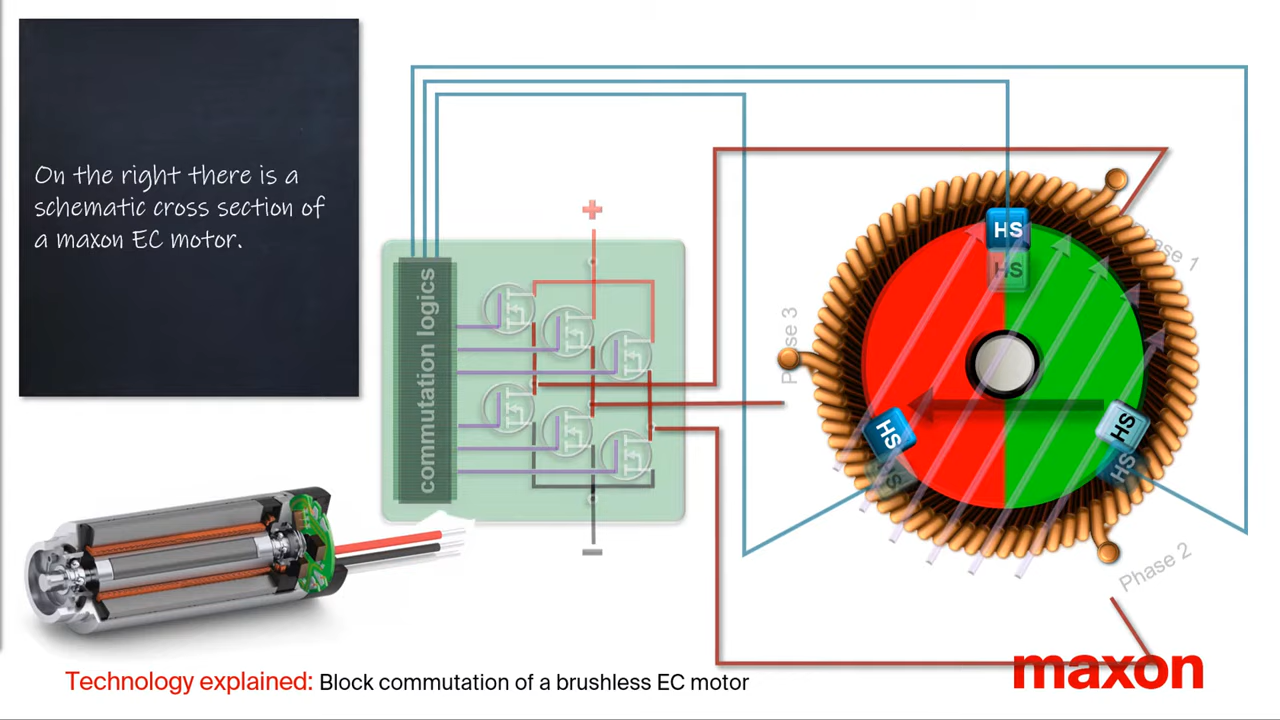 On the right there is a
schematic cross section of
a maxon EC motor.
+
commutation logics
HS
HS
HS
HS
HS
HS
Phase 1
Phase 3
Phase 2
Technology explained: Block commutation of a brushless EC motor
maxon